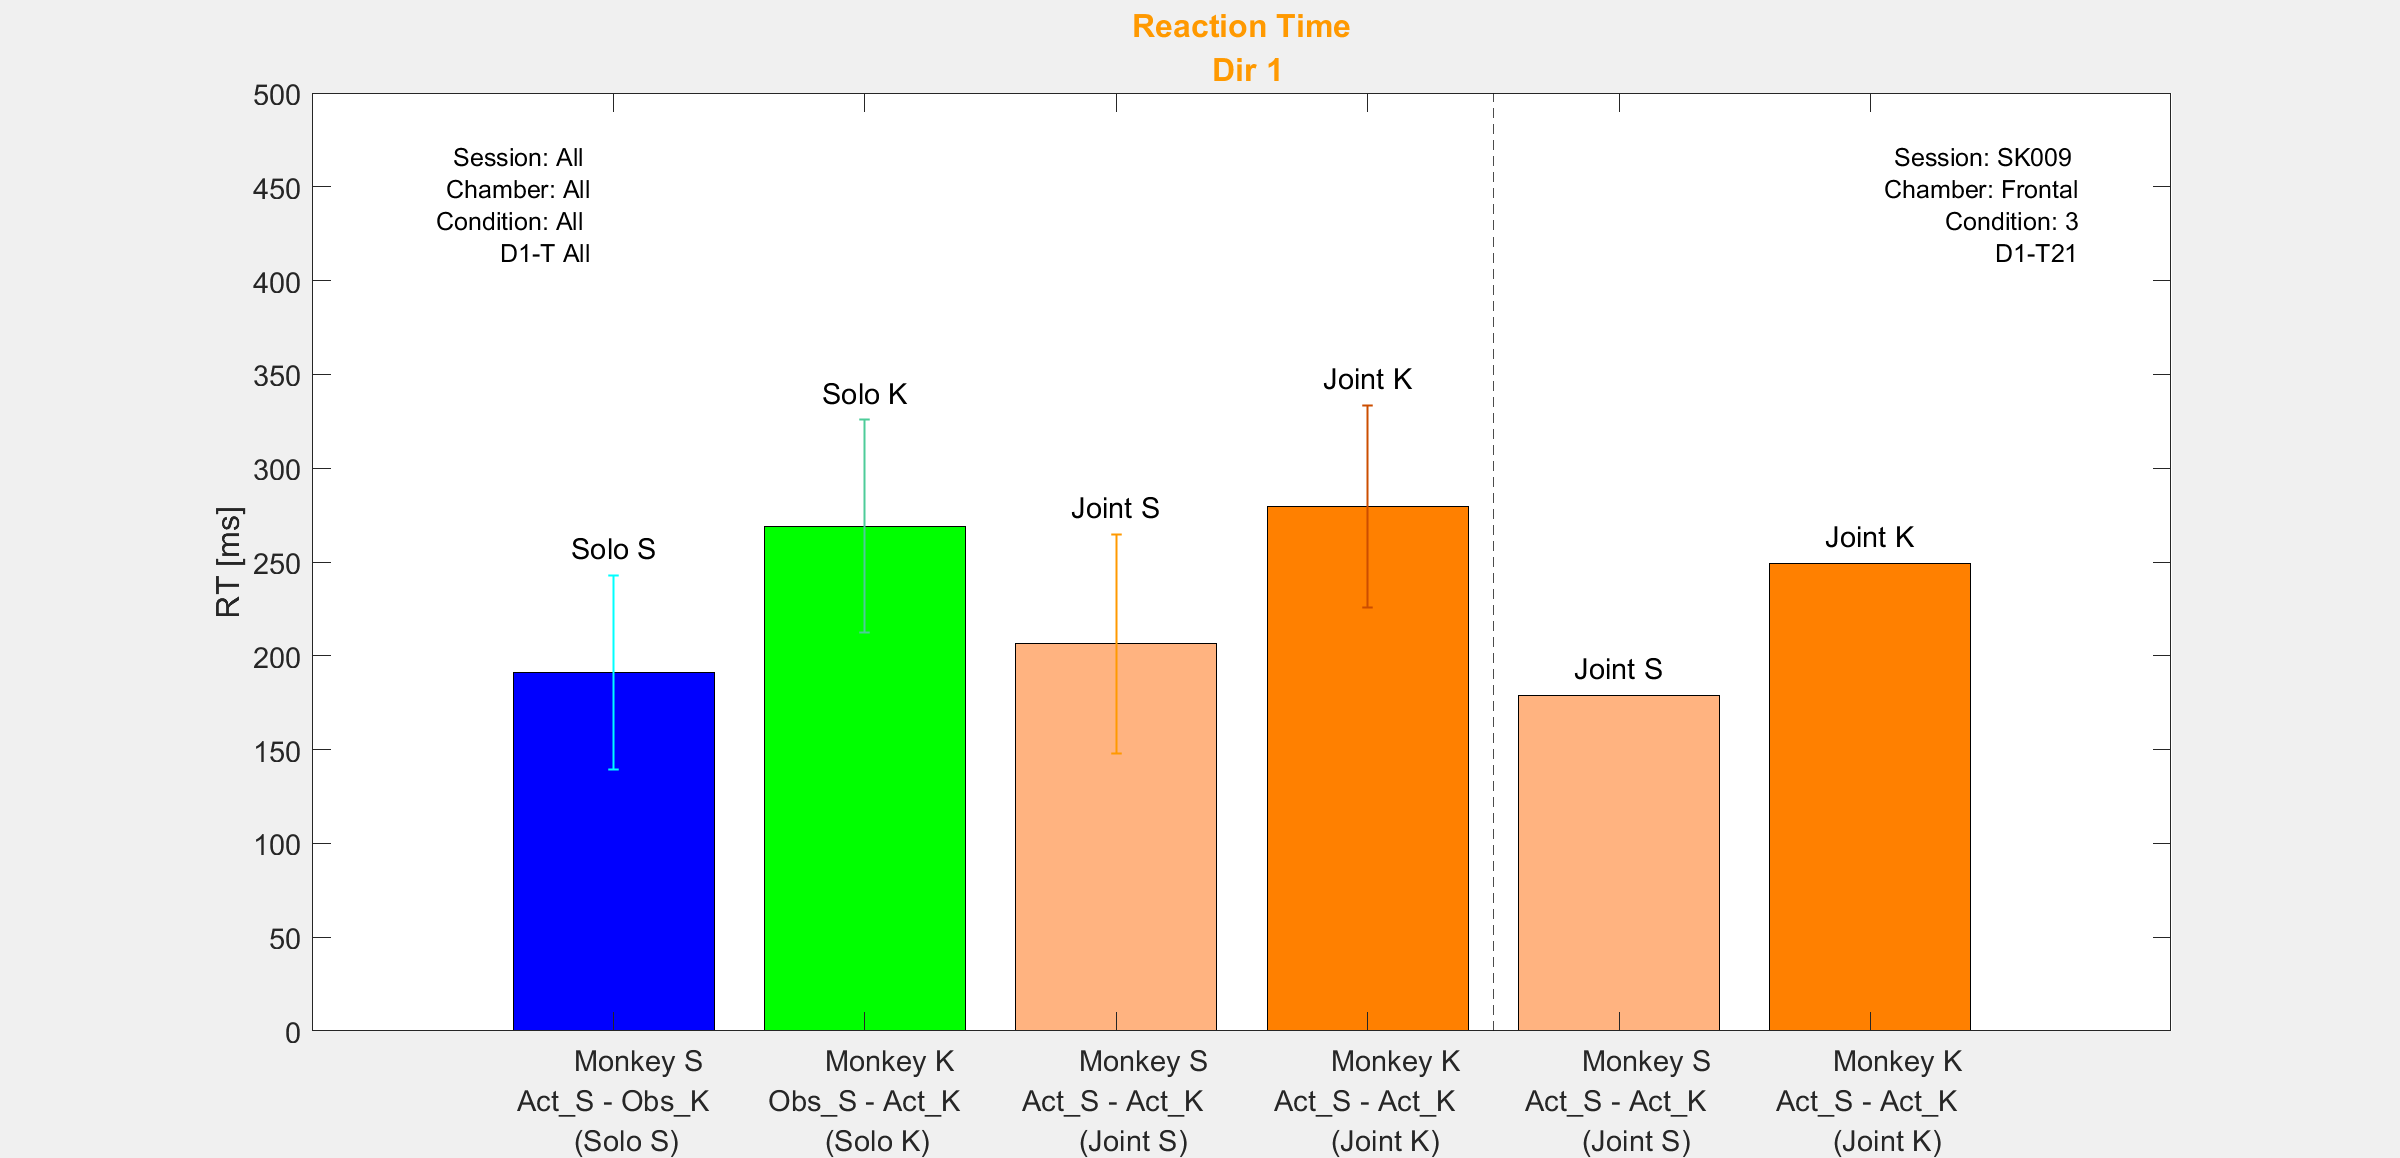 Reaction Time
Dir 1
500
450
400
350
300
250
200
150
100
50
0
RT [ms]
Session: All
Chamber: All
Condition: All
D1-T All
Session: SK009
Chamber: Frontal
Condition: 3
D1-T21
Solo S
Solo K
Joint S
Joint K
Joint S
Joint K
Monkey S
Act_S - Obs_K
(Solo S)
Monkey K
Obs_S - Act_K
(Solo K)
Monkey S
Act_S - Act_K
(Joint S)
Monkey K
Act_S - Act_K
(Joint K)
Monkey S
Act_S - Act_K
(Joint S)
Monkey K
Act_S - Act_K
(Joint K)